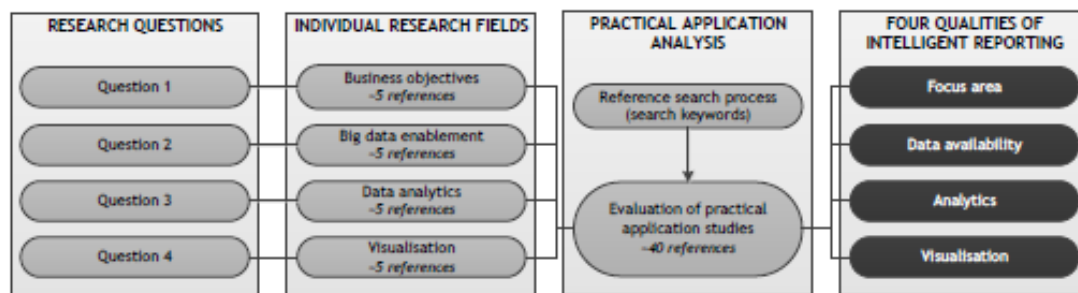 RESEARCH QUESTIONS
Question 1
Question 2
Question 3
Question 4
INDIVIDUAL RESEARCH FIELDS
Business objectives
~5 references
Big data enablement
~5 references
Data analytics
~5 references
Visualisation
~5 references
PRACTICAL APPLICATION
ANALYSIS
Reference search process
(search keywords)
Evaluation of practical
application studies
~40 references
FOUR QUALITIES OF
INTELLIGENT REPORTING
Focus area
Data availability
Analytics
Visualisation